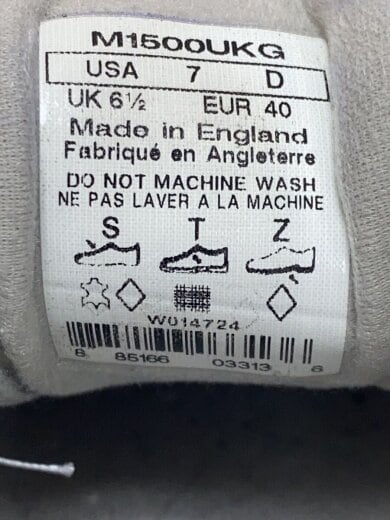 M1500UKG
USA 7 D
UK 6½ EUR 40
Made in England
Fabriqué en Angleterre
DO NOT MACHINE WASH
NE PAS LAVER A LA MACHINE
S T Z
W014724
8 85166 03313 6